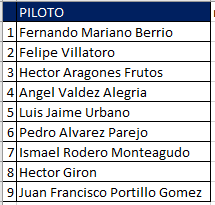 PILOTO
1 Fernando Mariano Berrio
2 Felipe Villatoro
3 Hector Aragones Frutos
4 Angel Valdez Alegria
5 Luis Jaime Urbano
6 Pedro Alvarez Parejo
7 Ismael Rodero Monteagudo
8 Hector Giron
9 Juan Francisco Portillo Gomez